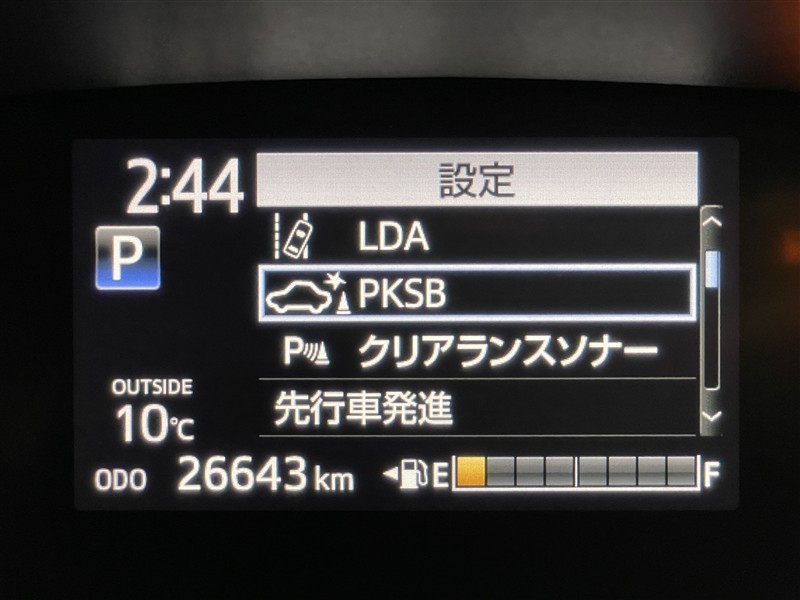 2:44
設定
LDA
P
PKSB
P クリアランスソナー
先行車発進
OUTSIDE
10℃
ODO 26643 km E F